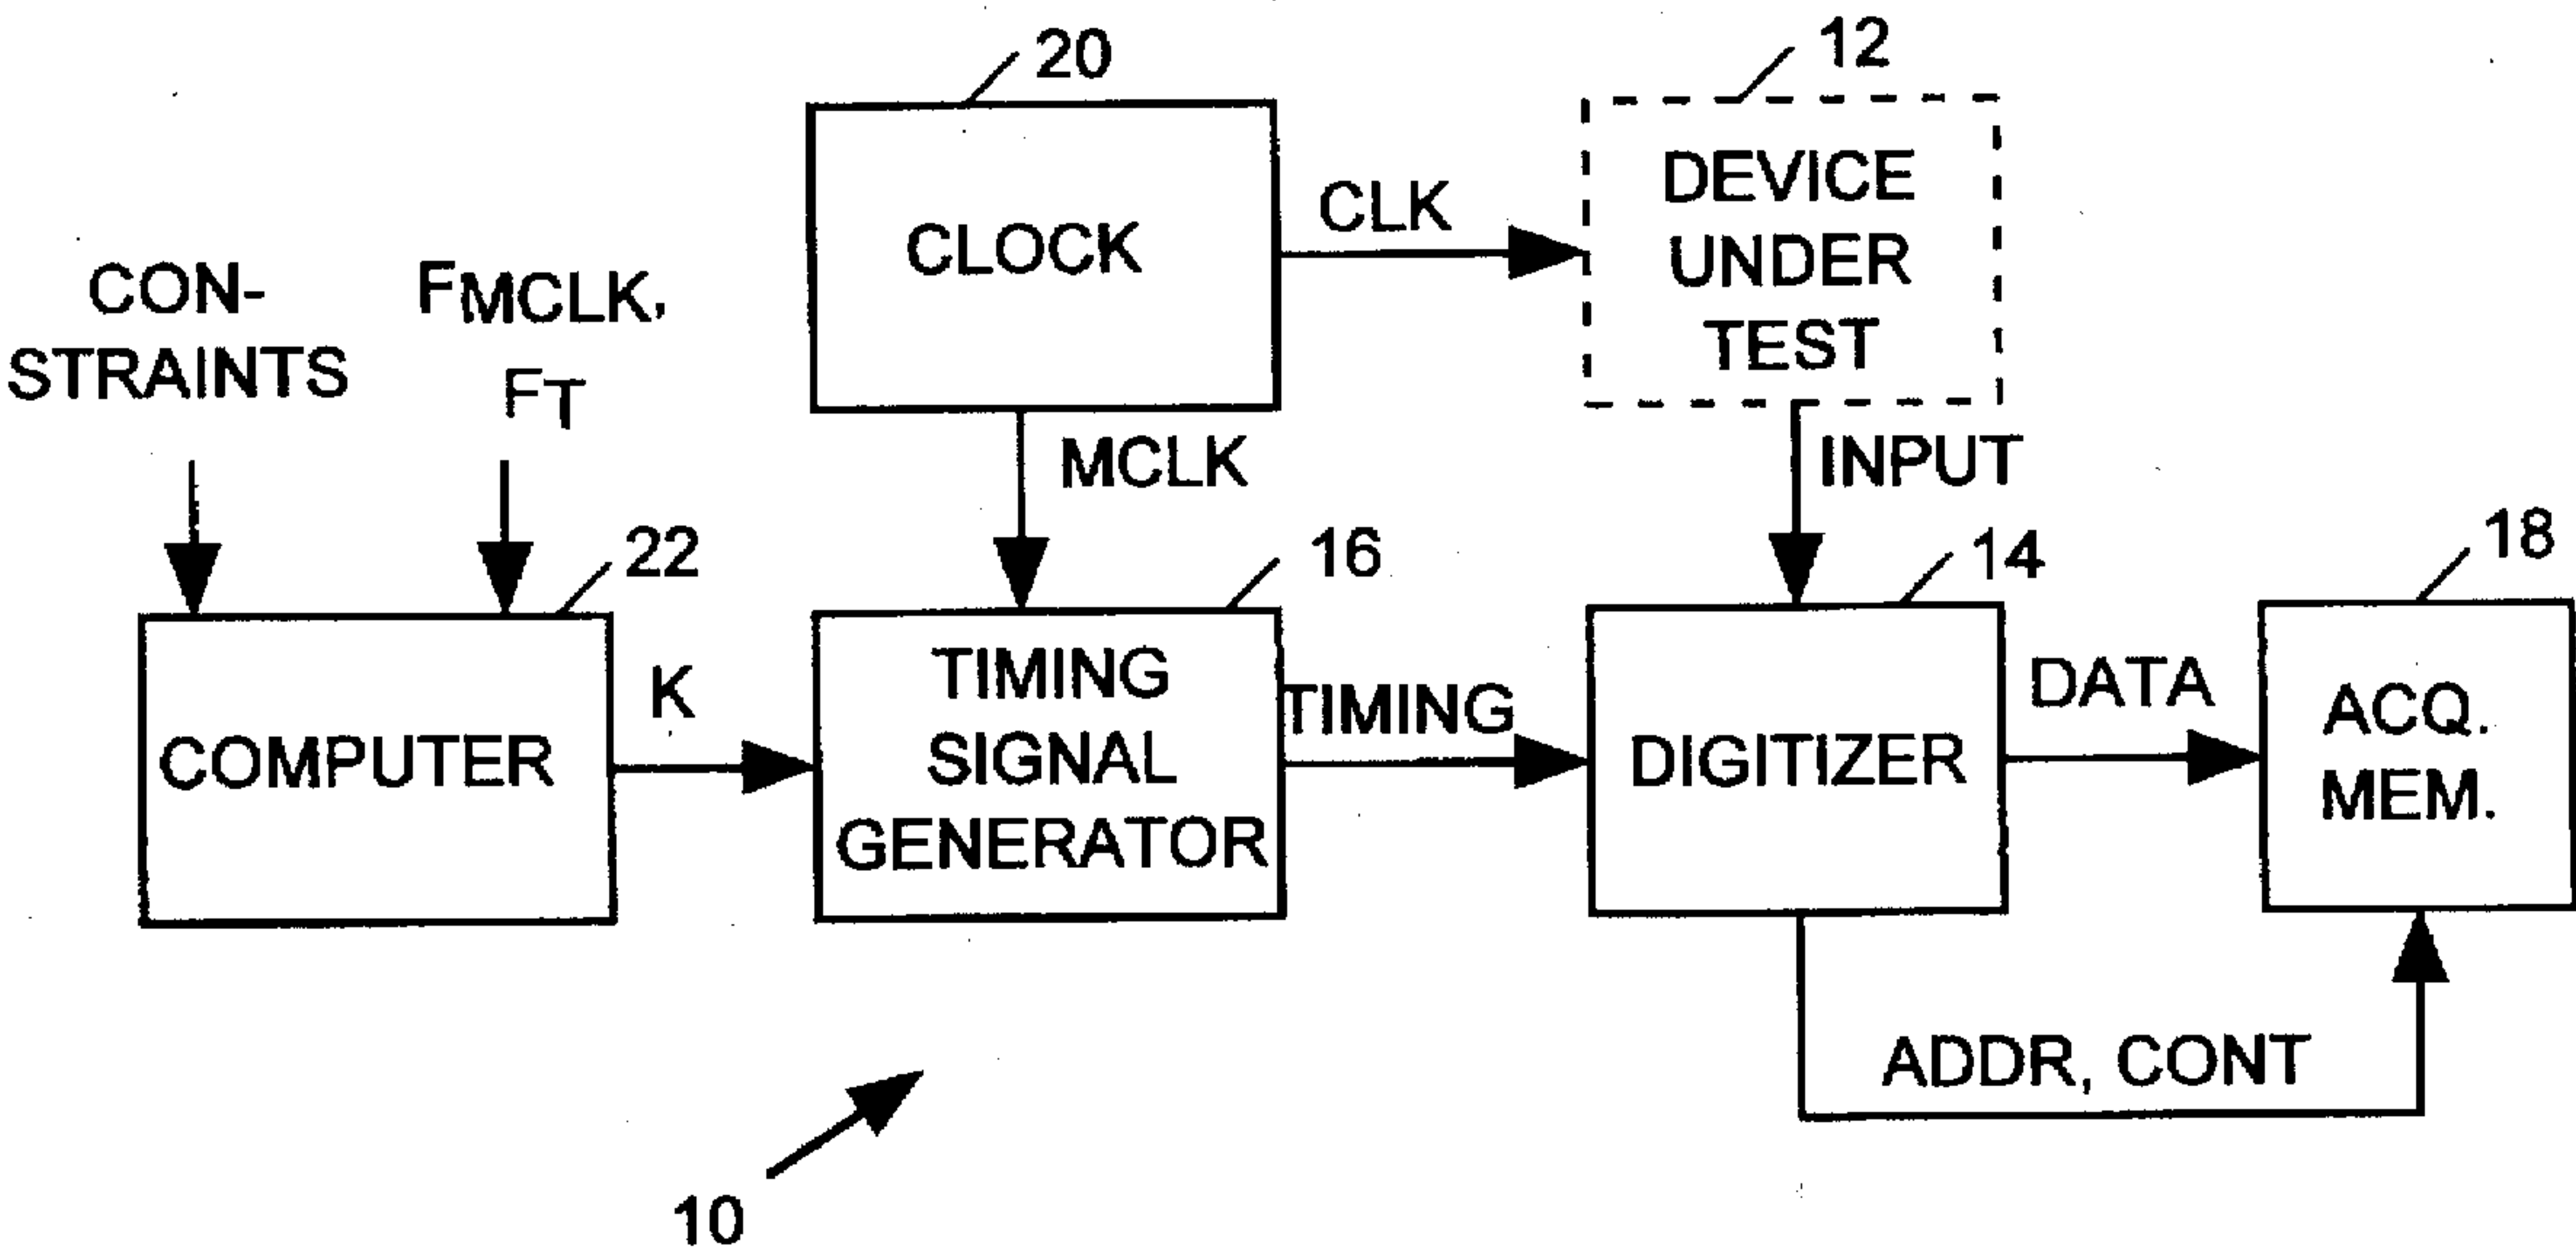 20
12
CLOCK
CLK
DEVICE
UNDER
TEST
CON-
STRAINTS
FMCLK,
FT
MCLK
INPUT
22
16
14
18
COMPUTER
K
TIMING
SIGNAL
GENERATOR
TIMING
DIGITIZER
DATA
ACQ.
MEM.
ADDR, CONT
10